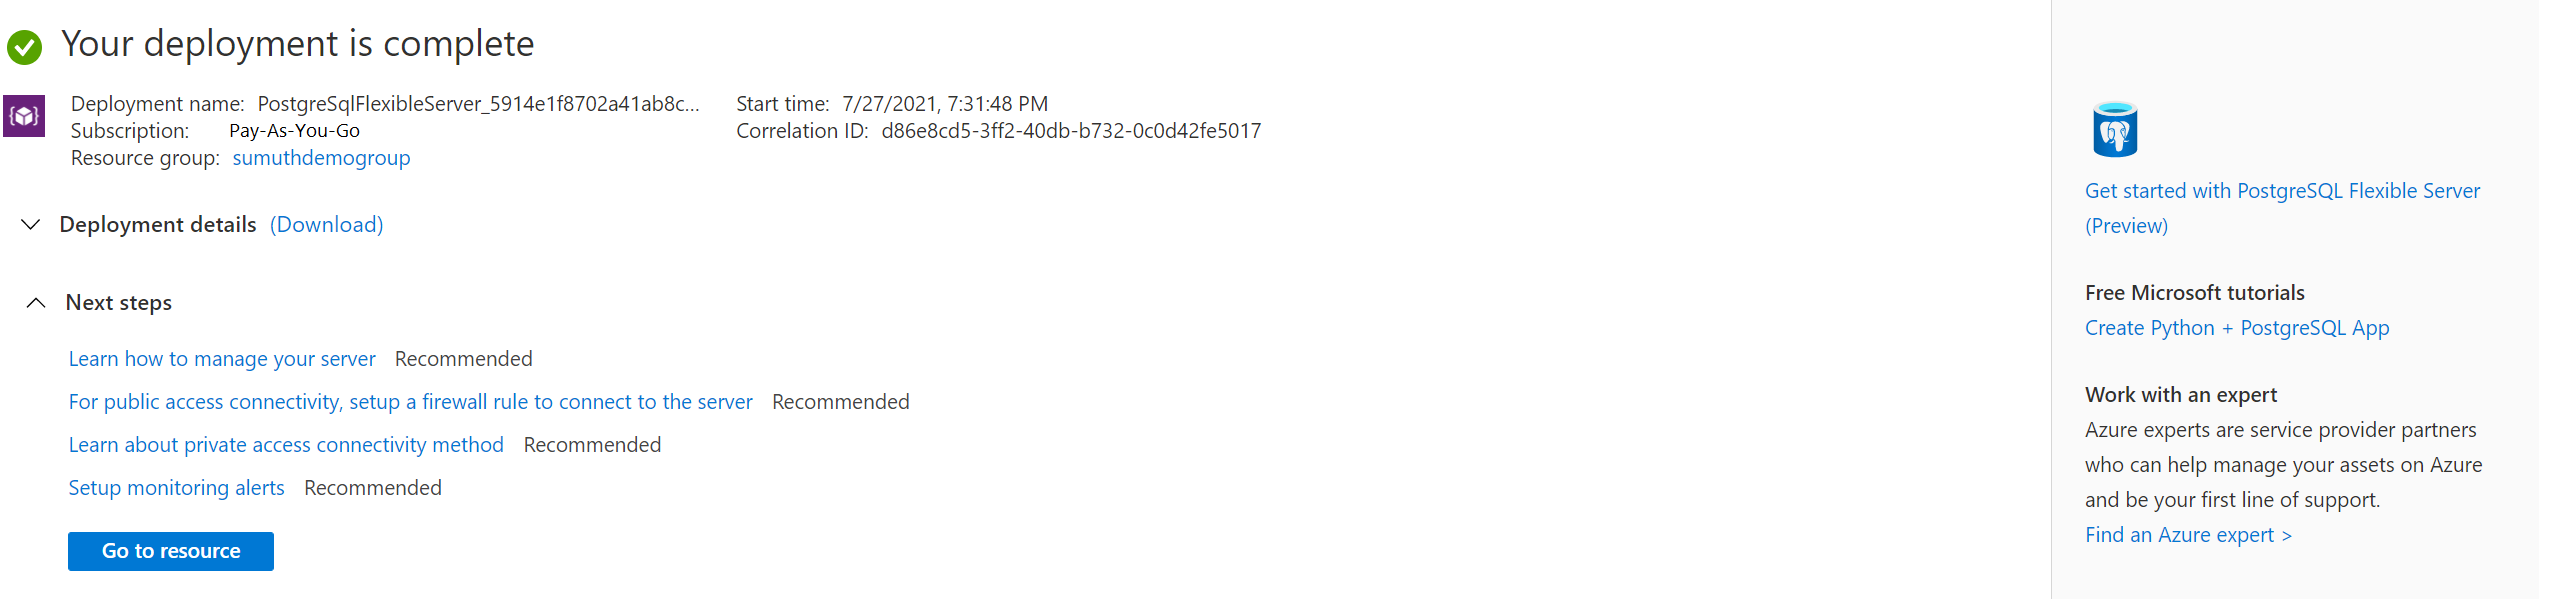 Your deployment is complete
Deployment name: PostgreSqlFlexibleServer_5914e1f8702a41ab8c...
Subscription: Pay-As-You-Go
Resource group: sumuthdemogroup
Start time: 7/27/2021, 7:31:48 PM
Correlation ID: d86e8cd5-3ff2-40db-b732-0c0d42fe5017
Deployment details (Download)
Next steps
Learn how to manage your server Recommended
For public access connectivity, setup a firewall rule to connect to the server Recommended
Learn about private access connectivity method Recommended
Setup monitoring alerts Recommended
Go to resource
Get started with PostgreSQL Flexible Server
(Preview)
Free Microsoft tutorials
Create Python + PostgreSQL App
Work with an expert
Azure experts are service provider partners
who can help manage your assets on Azure
and be your first line of support.
Find an Azure expert >